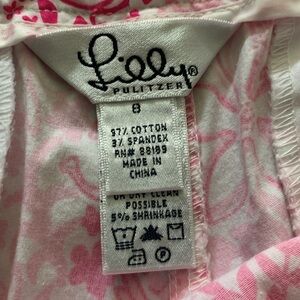 Lilly®
PULITZER
8
97% COTTON
3% SPANDEX
RN# 88189
MADE IN
CHINA
OR DRY CLEAN
POSSIBLE
5% SHRINKAGE
P